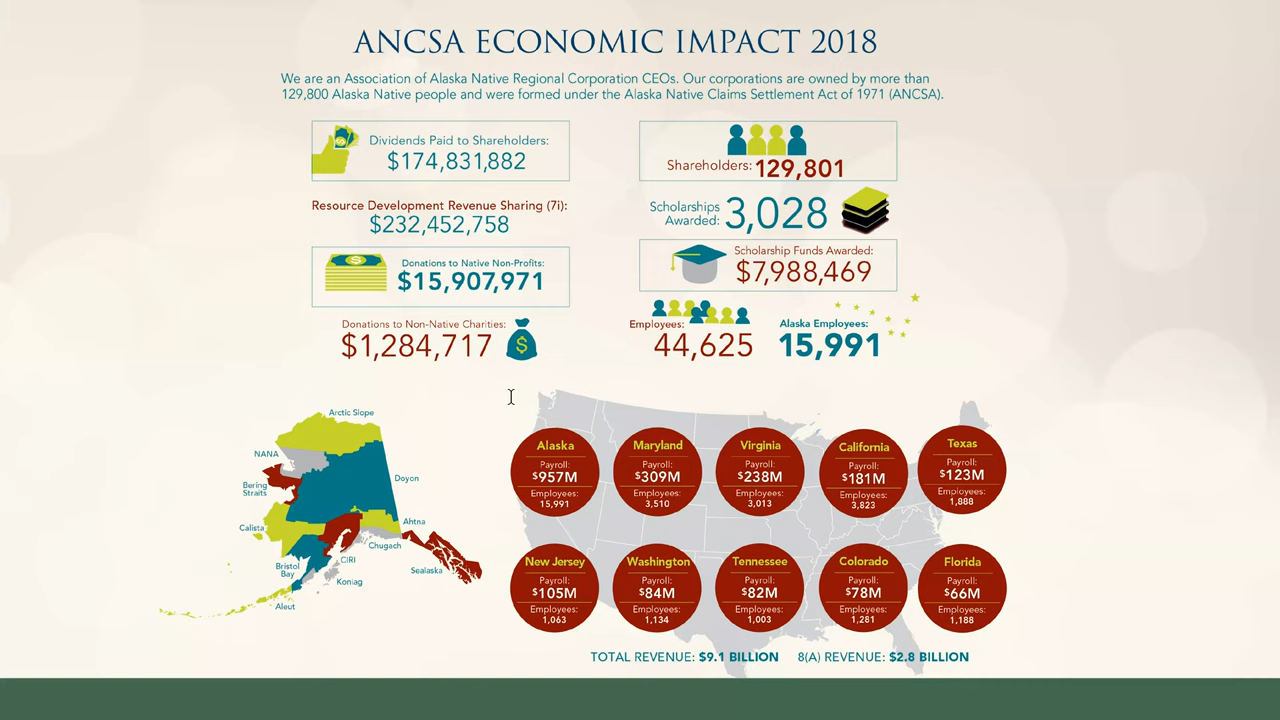 ANCSA ECONOMIC IMPACT 2018
We are an Association of Alaska Native Regional Corporation CEOs. Our corporations are owned by more than
129,800 Alaska Native people and were formed under the Alaska Native Claims Settlement Act of 1971 (ANCSA).
Dividends Paid to Shareholders:
$174,831,882
Resource Development Revenue Sharing (7i):
$232,452,758
Donations to Native Non-Profits:
$15,907,971
Donations to Non-Native Charities:
$1,284,717
Shareholders: 129,801
Scholarships
Awarded: 3,028
Scholarship Funds Awarded:
$7,988,469
Employees:
44,625
Alaska Employees:
15,991
Arctic Slope
NANA
Bering
Straits
Doyon
Calista
Ahtna
Chugach
CIRI
Bristol
Bay
Koniag
Sealaska
Aleut
Alaska
Payroll:
$957M
Employees:
15,991
Maryland
Payroll:
$309M
Employees:
3,510
Virginia
Payroll:
$238M
Employees:
3,013
California
Payroll:
$181M
Employees:
3,823
Texas
Payroll:
$123M
Employees:
1,888
New Jersey
Payroll:
$105M
Employees:
1,063
Washington
Payroll:
$84M
Employees:
1,134
Tennessee
Payroll:
$82M
Employees:
1,003
Colorado
Payroll:
$78M
Employees:
1,281
Florida
Payroll:
$66M
Employees:
1,188
TOTAL REVENUE: $9.1 BILLION 8(A) REVENUE: $2.8 BILLION